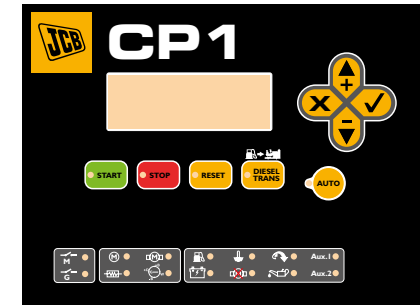 JCB
CP1
+
X ✓
−
START STOP RESET DIESEL
TRANS
AUTO
M M M Aux.1
G M Aux.2